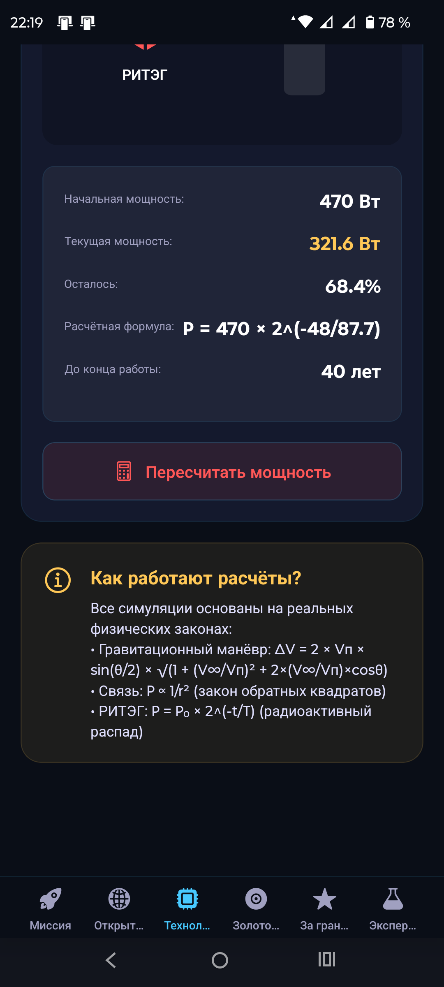 22:19
78 %
РИТЭГ
Начальная мощность: 470 Вт
Текущая мощность: 321.6 Вт
Осталось: 68.4%
Расчётная формула: P = 470 × 2^(-48/87.7)
До конца работы: 40 лет
Пересчитать мощность
Как работают расчёты?
Все симуляции основаны на реальных
физических законах:
• Гравитационный манёвр: ΔV = 2 × Vп ×
sin(θ/2) × √(1 + (V∞/Vп)² + 2×(V∞/Vп)×cosθ)
• Связь: P ∝ 1/r² (закон обратных квадратов)
• РИТЭГ: P = P₀ × 2^(-t/T) (радиоактивный
распад)
Миссия Открыт... Технол... Золото... За гран... Экспер...